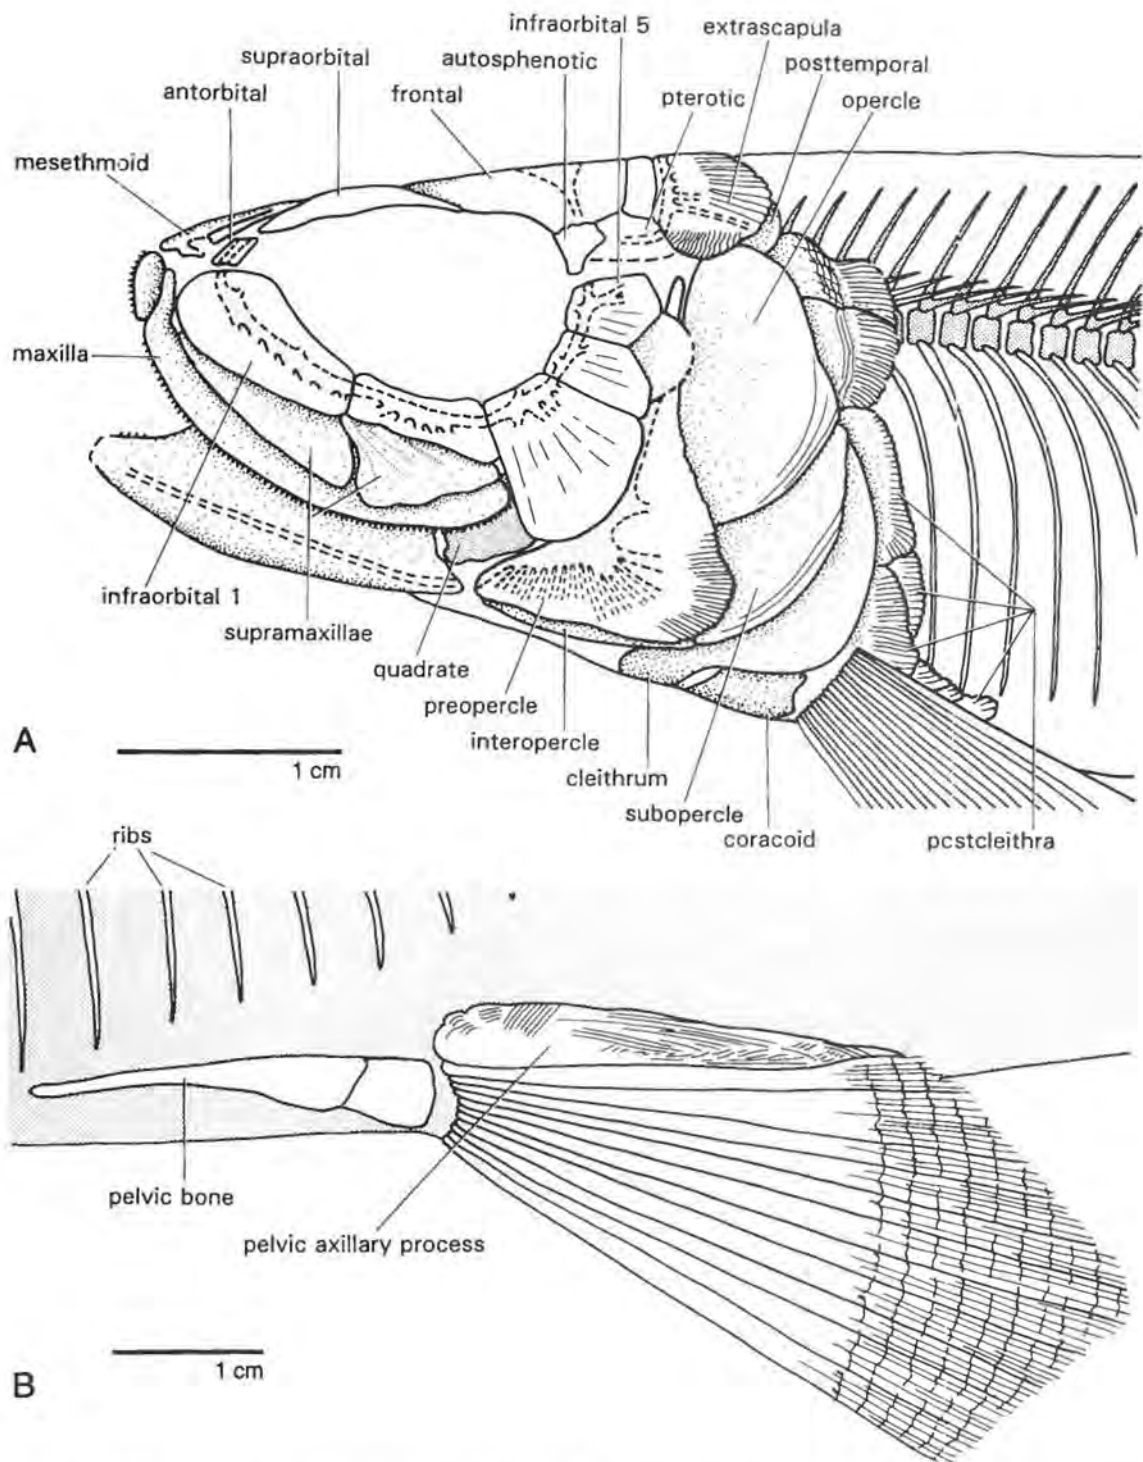 infraorbital 5
extrascapula
supraorbital
autosphenotic
posttemporal
antorbital
frontal
pterotic
opercle
mesethmoid
maxilla
infraorbital 1
supramaxillae
quadrate
preopercle
interopercle
cleithrum
subopercle
coracoid
pcstcleithra
A
1 cm
ribs
pelvic bone
pelvic axillary process
1 cm
B